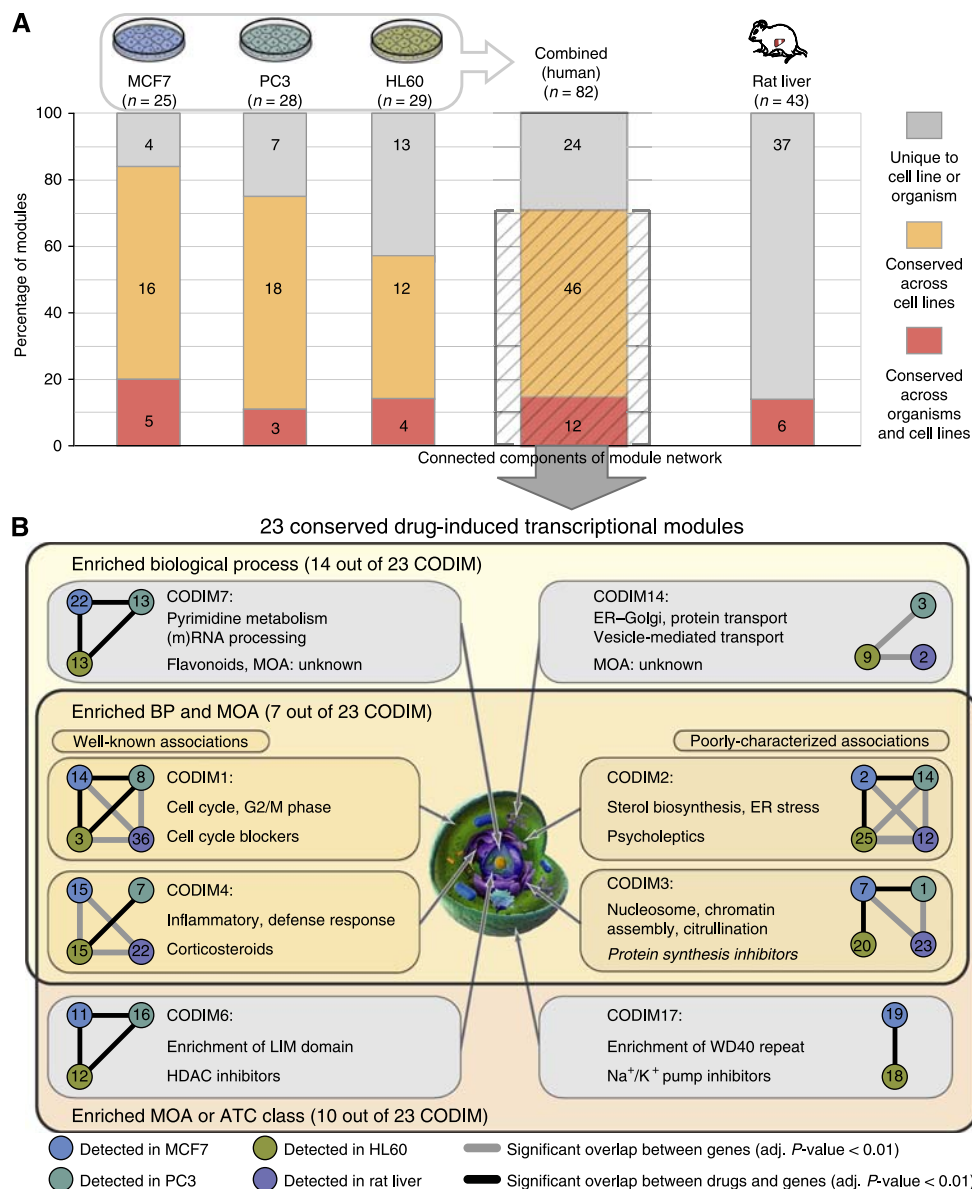 A
MCF7
(n = 25)
PC3
(n = 28)
HL60
(n = 29)
Combined
(human)
(n = 82)
Rat liver
(n = 43)
Percentage of modules
100
80
60
40
20
0
4
16
5
7
18
3
13
12
4
24
46
12
37
6
Unique to
cell line or
organism
Conserved
across
cell lines
Conserved
across
organisms
and cell lines
Connected components of module network
B
23 conserved drug-induced transcriptional modules
Enriched biological process (14 out of 23 CODIM)
22
13
13
CODIM7:
Pyrimidine metabolism
(m)RNA processing
Flavonoids, MOA: unknown
CODIM14:
ER–Golgi, protein transport
Vesicle-mediated transport
MOA: unknown
3
9
2
Enriched BP and MOA (7 out of 23 CODIM)
Well-known associations
Poorly-characterized associations
14
8
3
36
CODIM1:
Cell cycle, G2/M phase
Cell cycle blockers
CODIM2:
Sterol biosynthesis, ER stress
Psycholeptics
2
14
25
12
15
7
15
22
CODIM4:
Inflammatory, defense response
Corticosteroids
CODIM3:
Nucleosome, chromatin
assembly, citrullination
Protein synthesis inhibitors
7
1
20
23
11
16
12
CODIM6:
Enrichment of LIM domain
HDAC inhibitors
CODIM17:
Enrichment of WD40 repeat
Na+/K+ pump inhibitors
19
18
Enriched MOA or ATC class (10 out of 23 CODIM)
Detected in MCF7
Detected in HL60
Significant overlap between genes (adj. P-value < 0.01)
Detected in PC3
Detected in rat liver
Significant overlap between drugs and genes (adj. P-value < 0.01)